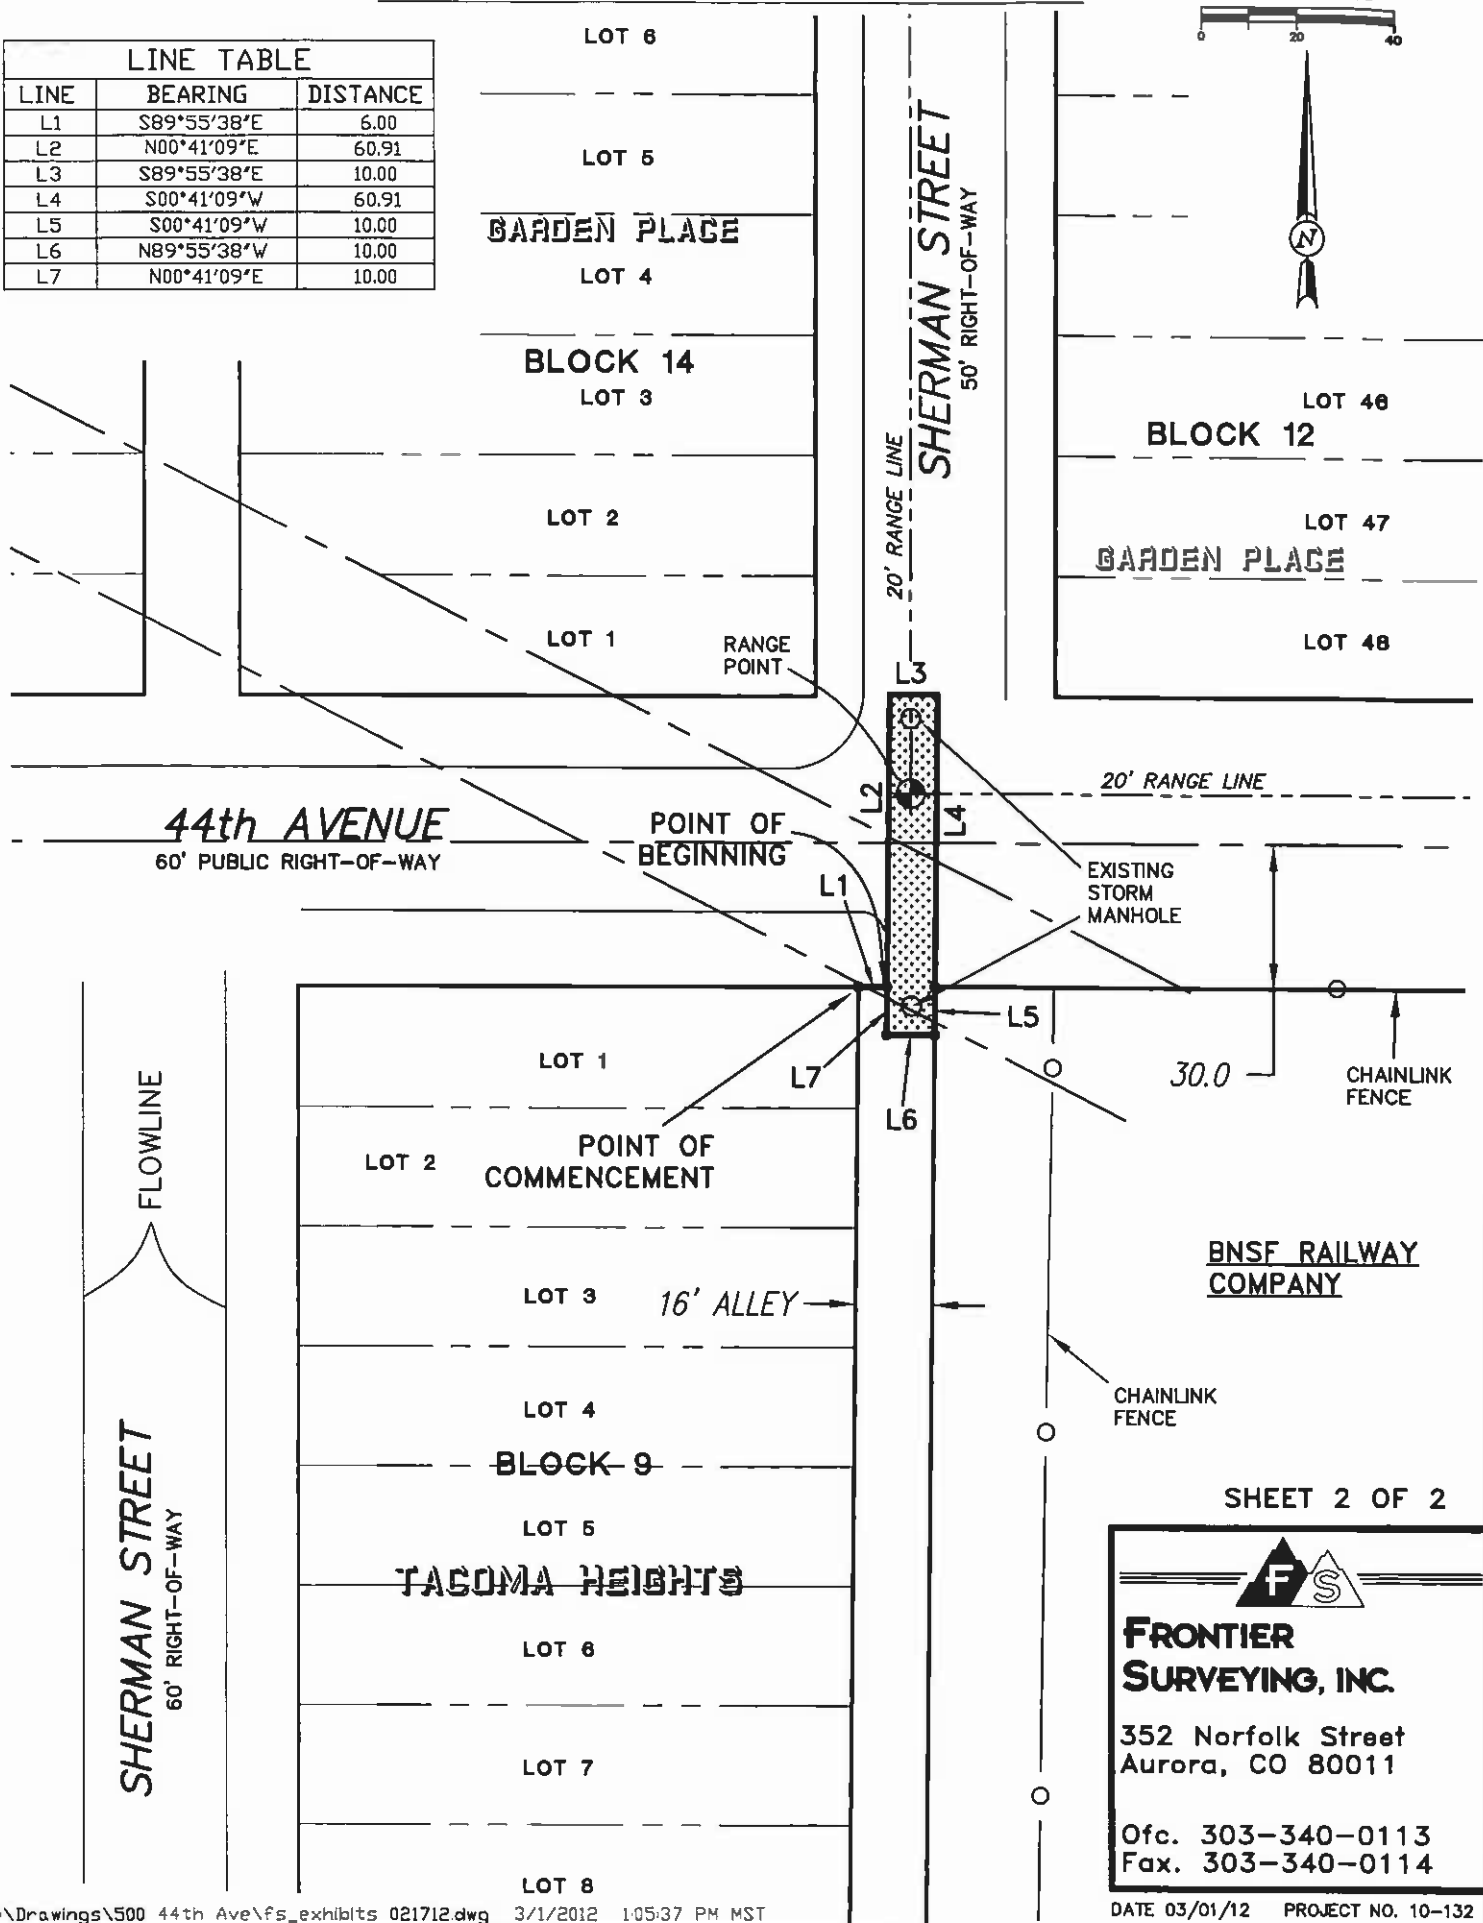 LINE TABLE
LINE BEARING DISTANCE
L1 S89°55'38"E 6.00
L2 N00°41'09"E 60.91
L3 S89°55'38"E 10.00
L4 S00°41'09"W 60.91
L5 S00°41'09"W 10.00
L6 N89°55'38"W 10.00
L7 N00°41'09"E 10.00
0 20 40
N
LOT 6
LOT 5
GARDEN PLACE
LOT 4
BLOCK 14
LOT 3
LOT 2
LOT 1
SHERMAN STREET
50' RIGHT-OF-WAY
20' RANGE LINE
LOT 46
BLOCK 12
LOT 47
GARDEN PLACE
LOT 48
RANGE
POINT
L3
L2
L4
20' RANGE LINE
44th AVENUE
60' PUBLIC RIGHT-OF-WAY
POINT OF
BEGINNING
L1
EXISTING
STORM
MANHOLE
L5
L7
L6
30.0
CHAINLINK
FENCE
LOT 1
POINT OF
COMMENCEMENT
LOT 2
FLOWLINE
LOT 3
16' ALLEY
BNSF RAILWAY
COMPANY
CHAINLINK
FENCE
LOT 4
BLOCK 9
LOT 5
TACOMA HEIGHTS
LOT 6
LOT 7
LOT 8
SHERMAN STREET
60' RIGHT-OF-WAY
SHEET 2 OF 2
FS
FRONTIER
SURVEYING, INC.
352 Norfolk Street
Aurora, CO 80011
Ofc. 303-340-0113
Fax. 303-340-0114
\Drawings\500 44th Ave\fs_exhibits 021712.dwg 3/1/2012 1:05:37 PM MST
DATE 03/01/12 PROJECT NO. 10-132